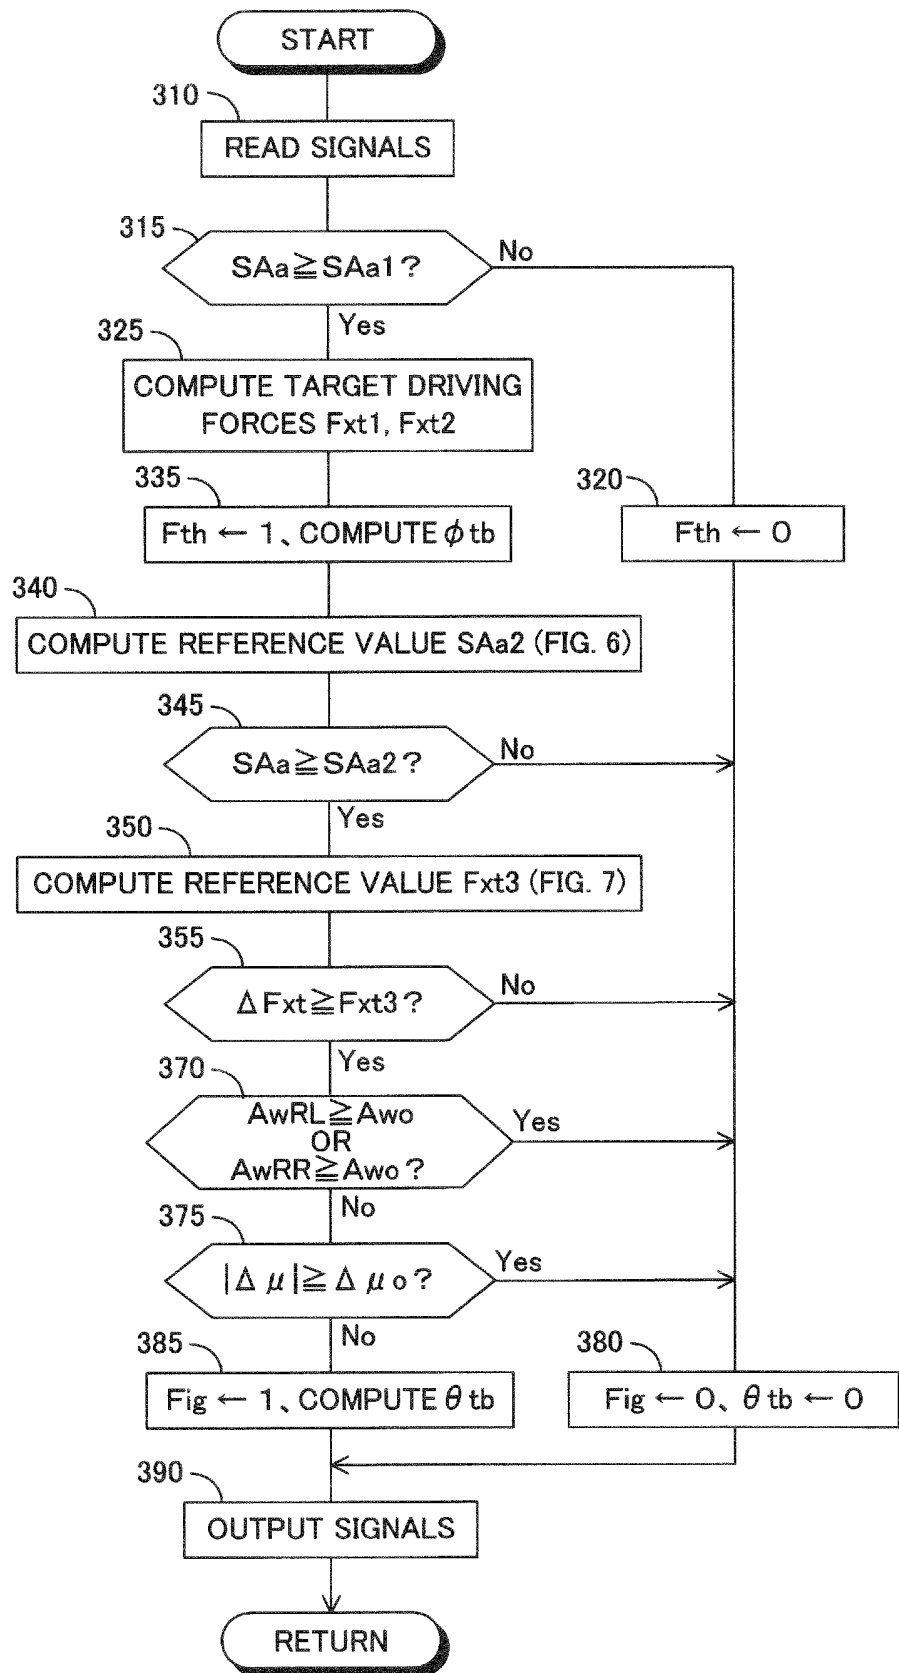 START
310
READ SIGNALS
315
SAa≧SAa1?
No
Yes
325
COMPUTE TARGET DRIVING
FORCES Fxt1, Fxt2
335
Fth ← 1、COMPUTE φtb
320
Fth ← 0
340
COMPUTE REFERENCE VALUE SAa2 (FIG. 6)
345
SAa≧SAa2?
No
Yes
350
COMPUTE REFERENCE VALUE Fxt3 (FIG. 7)
355
ΔFxt≧Fxt3?
No
Yes
370
AwRL≧Awo
OR
AwRR≧Awo?
Yes
No
375
|Δμ|≧Δμo?
Yes
No
385
Fig ← 1、COMPUTE θtb
380
Fig ← 0、θtb ← 0
390
OUTPUT SIGNALS
RETURN